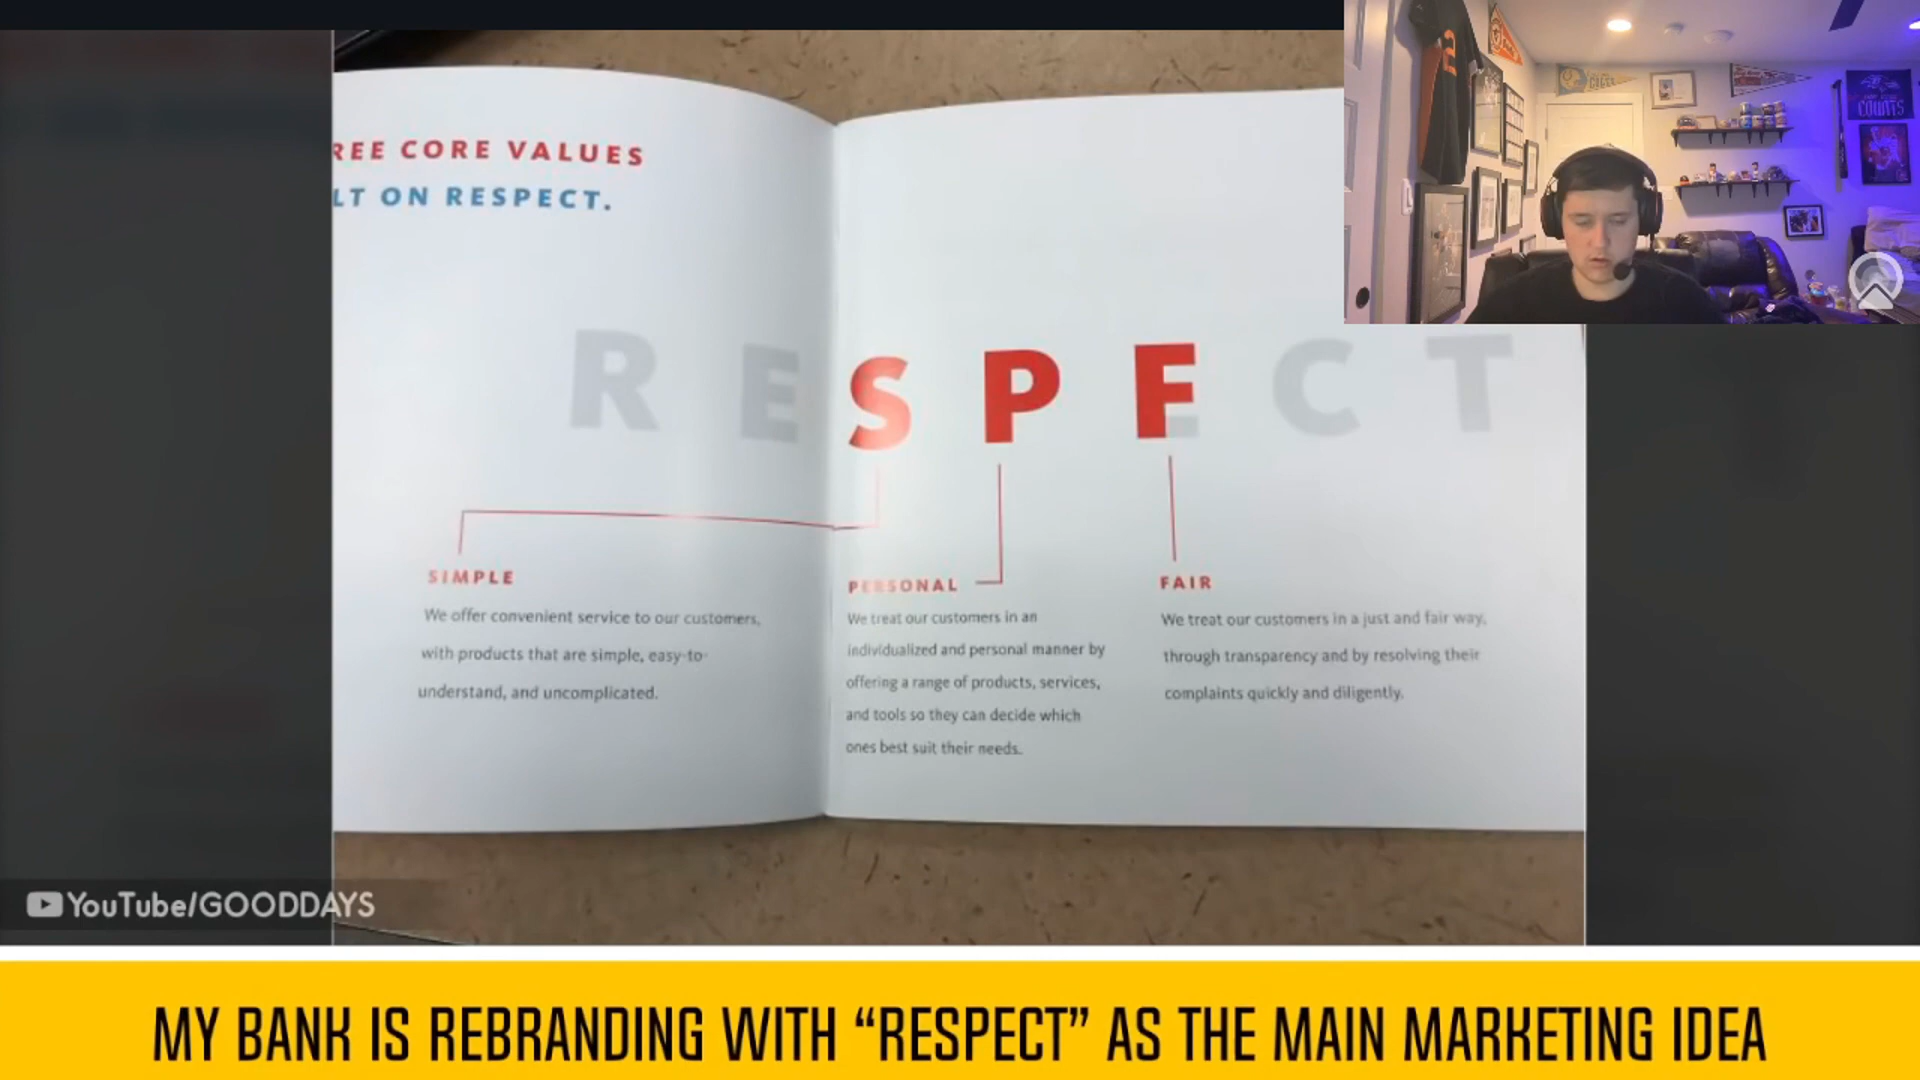 REE CORE VALUES
LT ON RESPECT.
RESPFCT
SIMPLE
We offer convenient service to our customers,
with products that are simple, easy-to-
understand, and uncomplicated.
PERSONAL
We treat our customers in an
individualized and personal manner by
offering a range of products, services,
and tools so they can decide which
ones best suit their needs.
FAIR
We treat our customers in a just and fair way,
through transparency and by resolving their
complaints quickly and diligently.
COUNTS
YouTube/GOODDAYS
MY BANK IS REBRANDING WITH “RESPECT” AS THE MAIN MARKETING IDEA